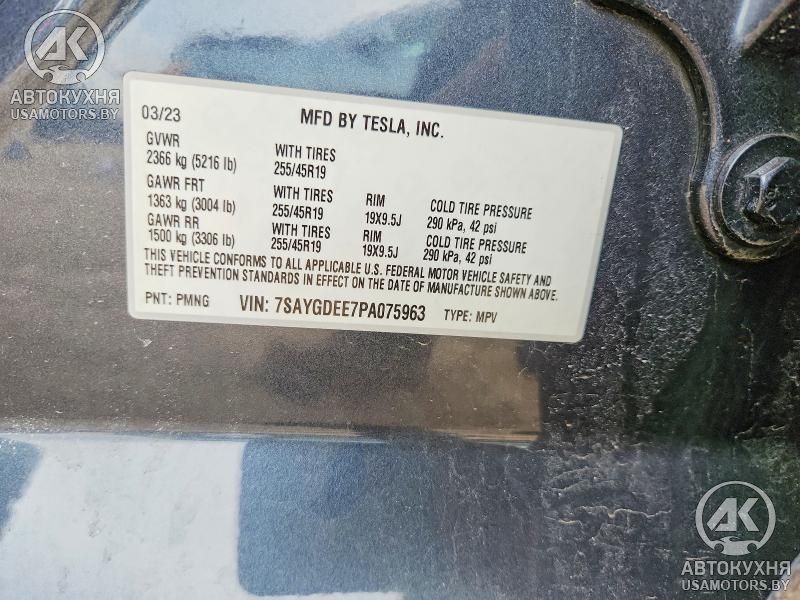 АК
АВТОКУХНЯ
USAMOTORS.BY
03/23 MFD BY TESLA, INC.
GVWR
2366 kg (5216 lb) WITH TIRES 255/45R19
GAWR FRT
1363 kg (3004 lb) WITH TIRES 255/45R19 RIM 19X9.5J COLD TIRE PRESSURE 290 kPa, 42 psi
GAWR RR
1500 kg (3306 lb) WITH TIRES 255/45R19 RIM 19X9.5J COLD TIRE PRESSURE 290 kPa, 42 psi
THIS VEHICLE CONFORMS TO ALL APPLICABLE U.S. FEDERAL MOTOR VEHICLE SAFETY AND
THEFT PREVENTION STANDARDS IN EFFECT ON THE DATE OF MANUFACTURE SHOWN ABOVE.
PNT: PMNG VIN: 7SAYGDEE7PA075963 TYPE: MPV
АК
АВТОКУХНЯ
USAMOTORS.BY